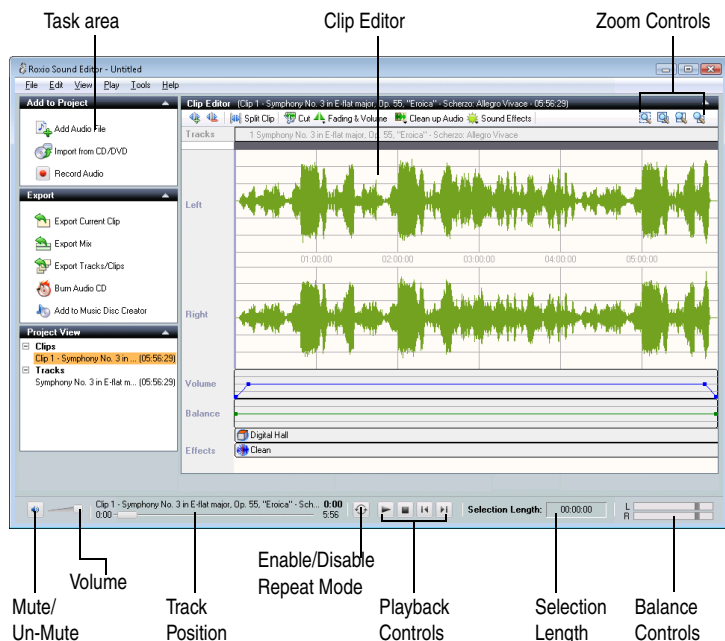 Task area
Clip Editor
Zoom Controls
Roxio Sound Editor - Untitled
File Edit View Play Tools Help
Add to Project
Add Audio File
Import from CD/DVD
Record Audio
Export
Export Current Clip
Export Mix
Export Tracks/Clips
Burn Audio CD
Add to Music Disc Creator
Project View
Clips
Clip 1 - Symphony No. 3 in ... (05:56:29)
Tracks
Symphony No. 3 in E-flat m... (05:56:29)
Clip Editor (Clip 1 - Symphony No. 3 in E-flat major, Op. 55, "Eroica" - Scherzo: Allegro Vivace - 05:56:29)
Split Clip Cut Fading & Volume Clean up Audio Sound Effects
Tracks 1 Symphony No. 3 in E-flat major, Op. 55, "Eroica" - Scherzo: Allegro Vivace
Left
01:00:00 02:00:00 03:00:00 04:00:00 05:00:00
Right
Volume
Balance
Effects
Digital Hall
Clean
Clip 1 - Symphony No. 3 in E-flat major, Op. 55, "Eroica" - Sch... 0:00
0:00 5:56
Selection Length: 00:00:00
L
R
Volume
Enable/Disable
Repeat Mode
Mute/
Un-Mute
Track
Position
Playback
Controls
Selection
Length
Balance
Controls